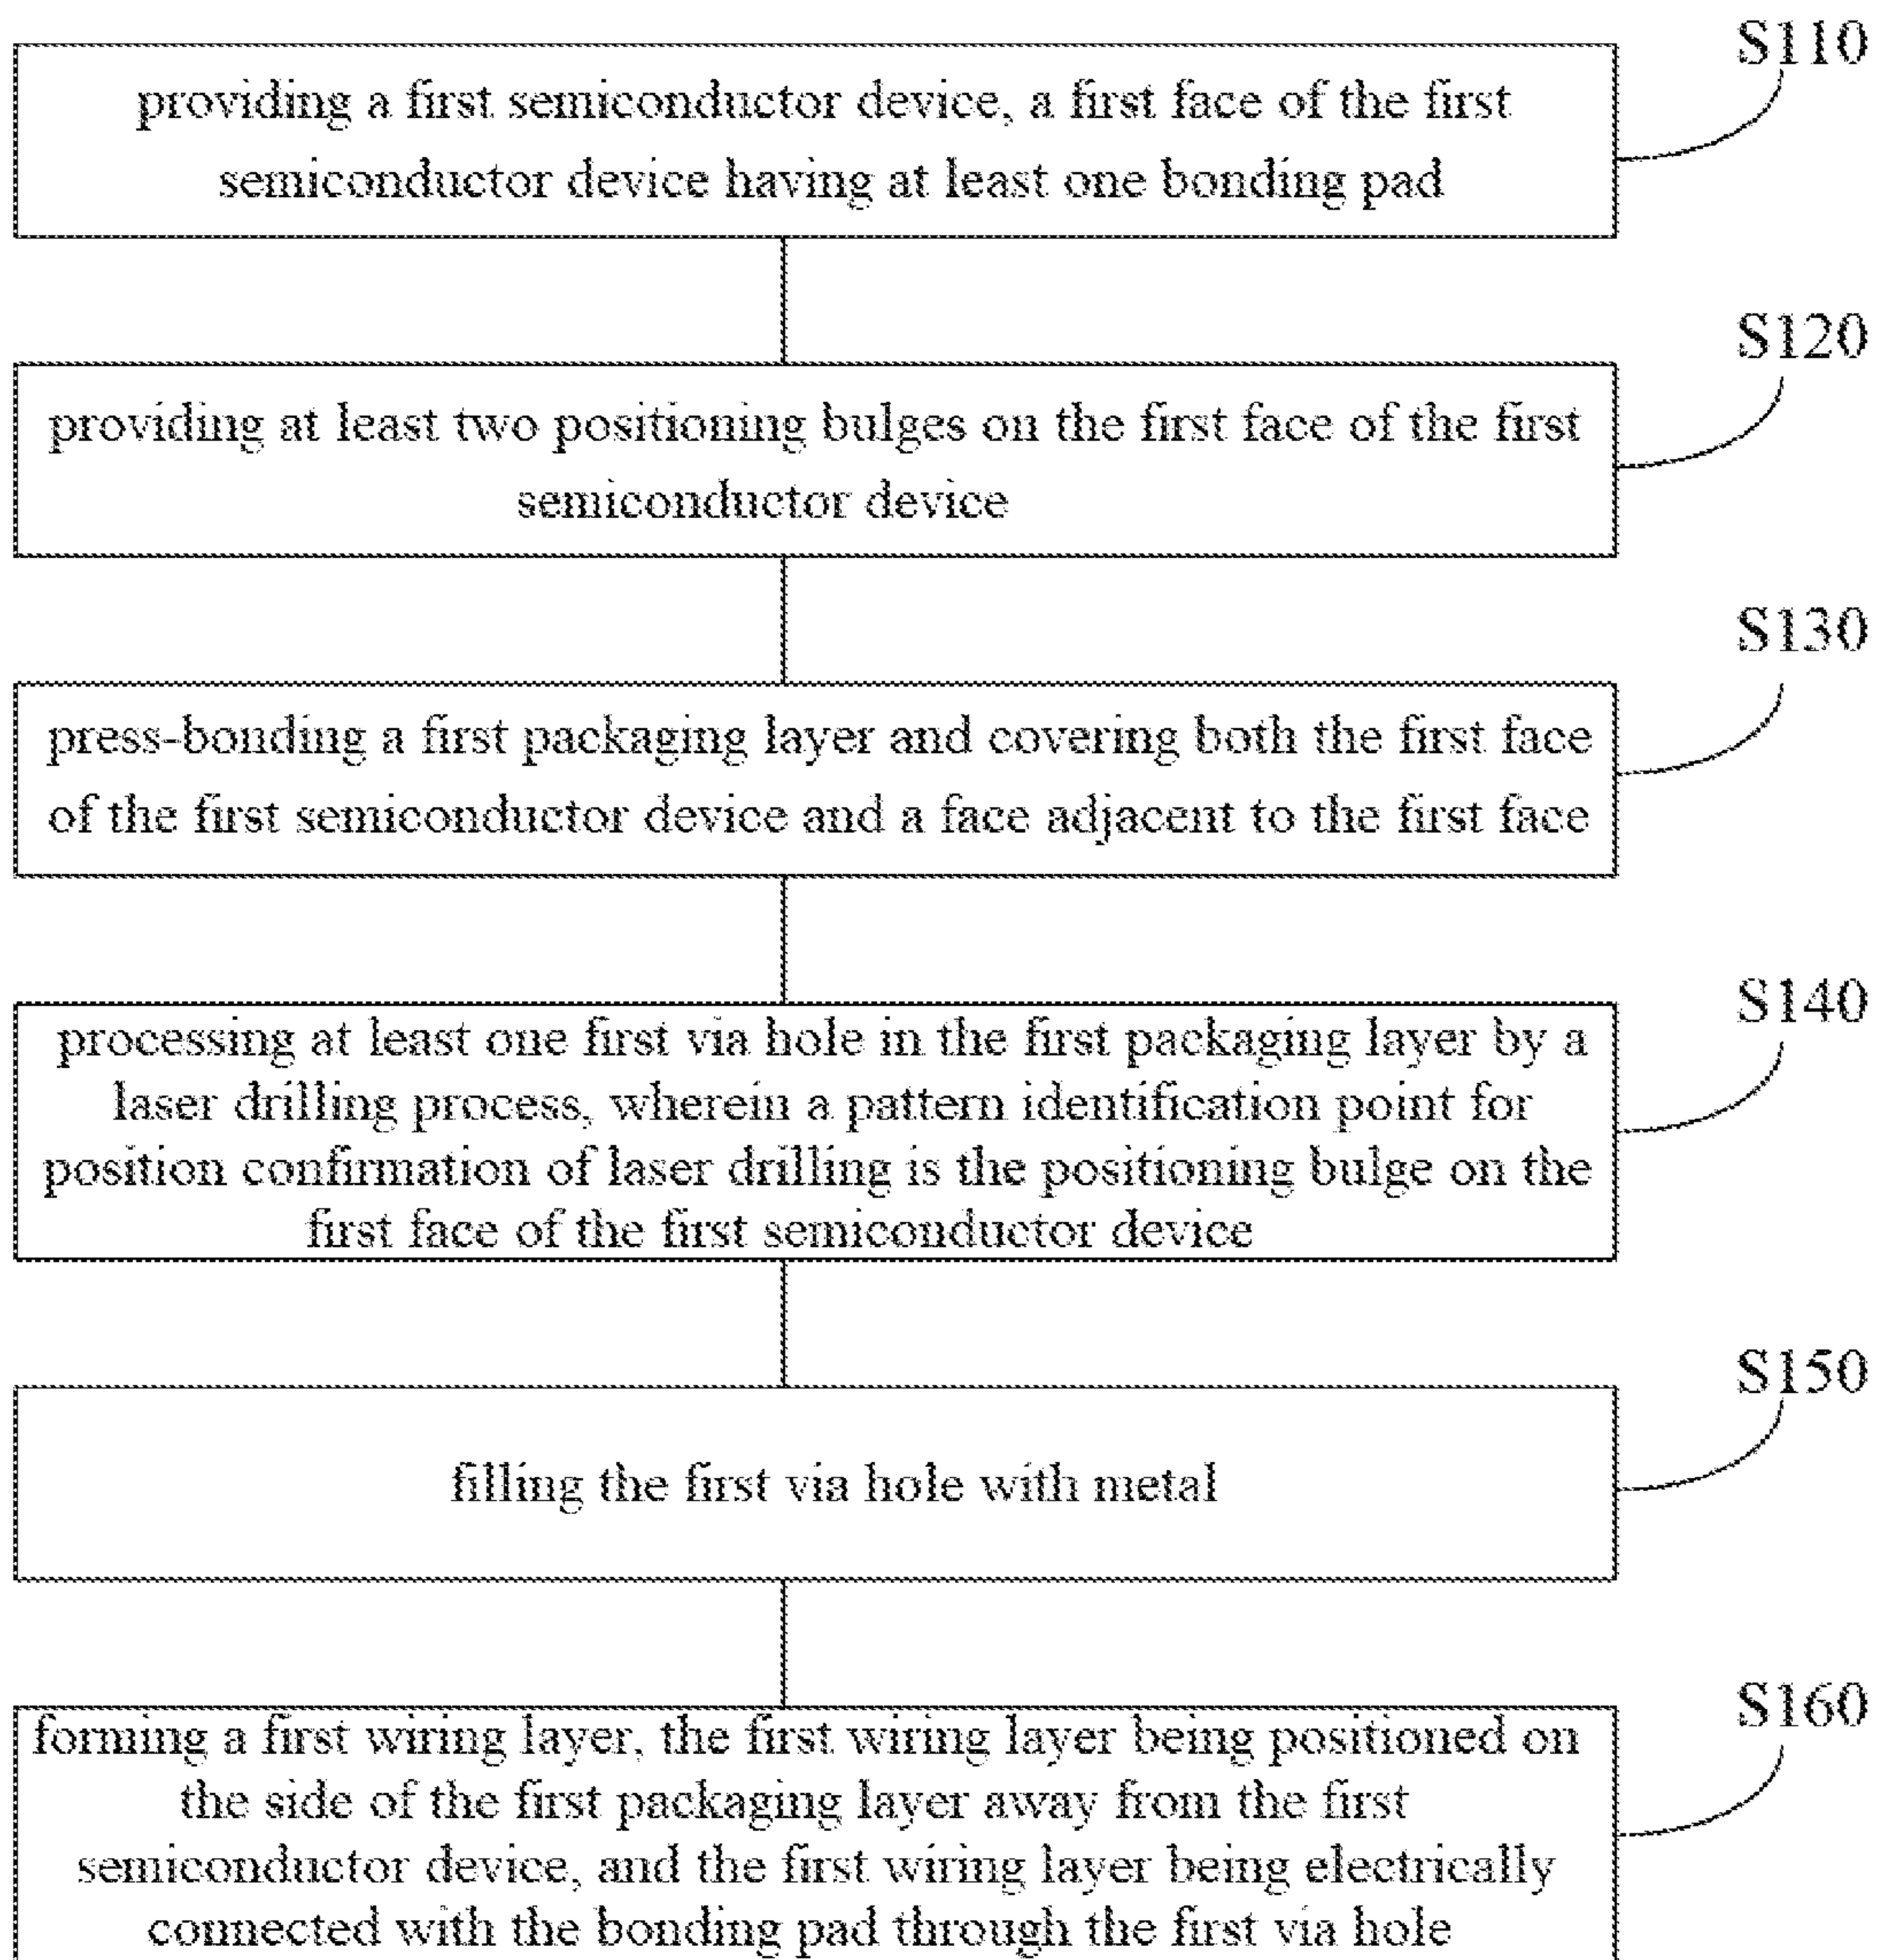 S110
providing a first semiconductor device, a first face of the first
semiconductor device having at least one bonding pad
S120
providing at least two positioning bulges on the first face of the first
semiconductor device
S130
press-bonding a first packaging layer and covering both the first face
of the first semiconductor device and a face adjacent to the first face
S140
processing at least one first via hole in the first packaging layer by a
laser drilling process, wherein a pattern identification point for
position confirmation of laser drilling is the positioning bulge on the
first face of the first semiconductor device
S150
filling the first via hole with metal
S160
forming a first wiring layer, the first wiring layer being positioned on
the side of the first packaging layer away from the first
semiconductor device, and the first wiring layer being electrically
connected with the bonding pad through the first via hole